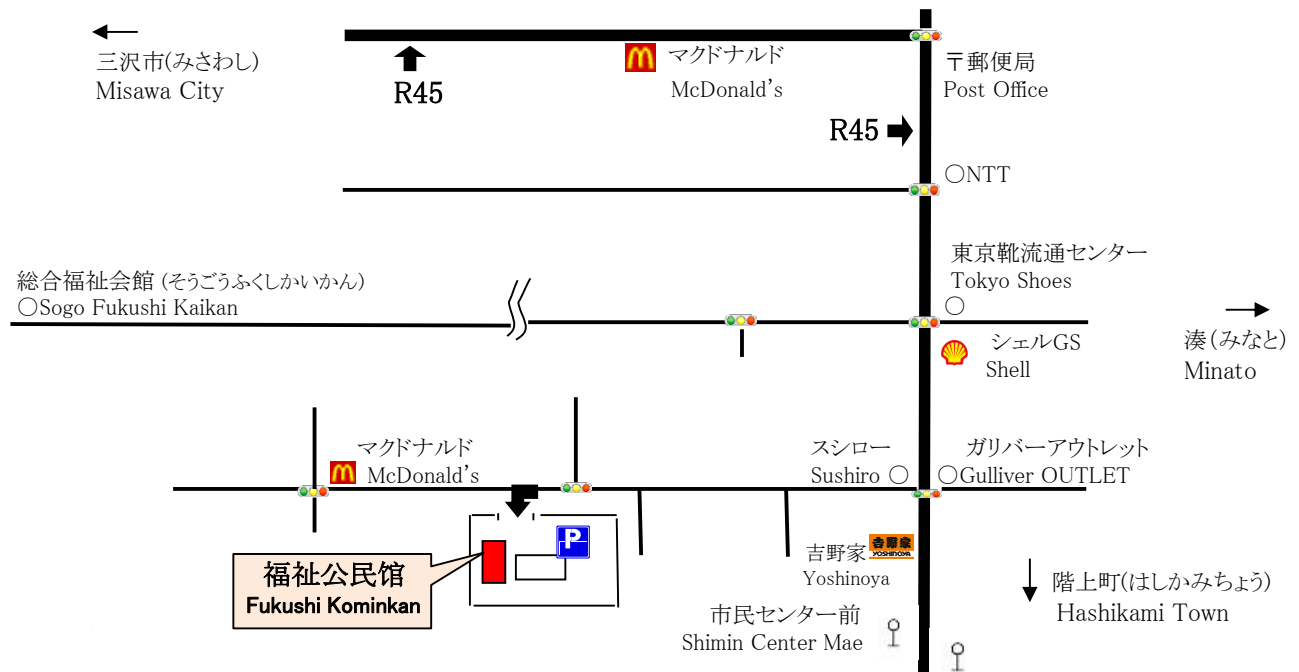 三沢市(みさわし)
Misawa City
R45
マクドナルド
McDonald's
〒郵便局
Post Office
R45
○NTT
東京靴流通センター
Tokyo Shoes
○
総合福祉会館 (そうごうふくしかいかん)
○Sogo Fukushi Kaikan
シェルGS
Shell
湊(みなと)
Minato
マクドナルド
McDonald's
スシロー
Sushiro ○
ガリバーアウトレット
○Gulliver OUTLET
P
福祉公民館
Fukushi Kominkan
吉野家
Yoshinoya
吉野家
YOSHINOYA
市民センター前
Shimin Center Mae
階上町(はしかみちょう)
Hashikami Town